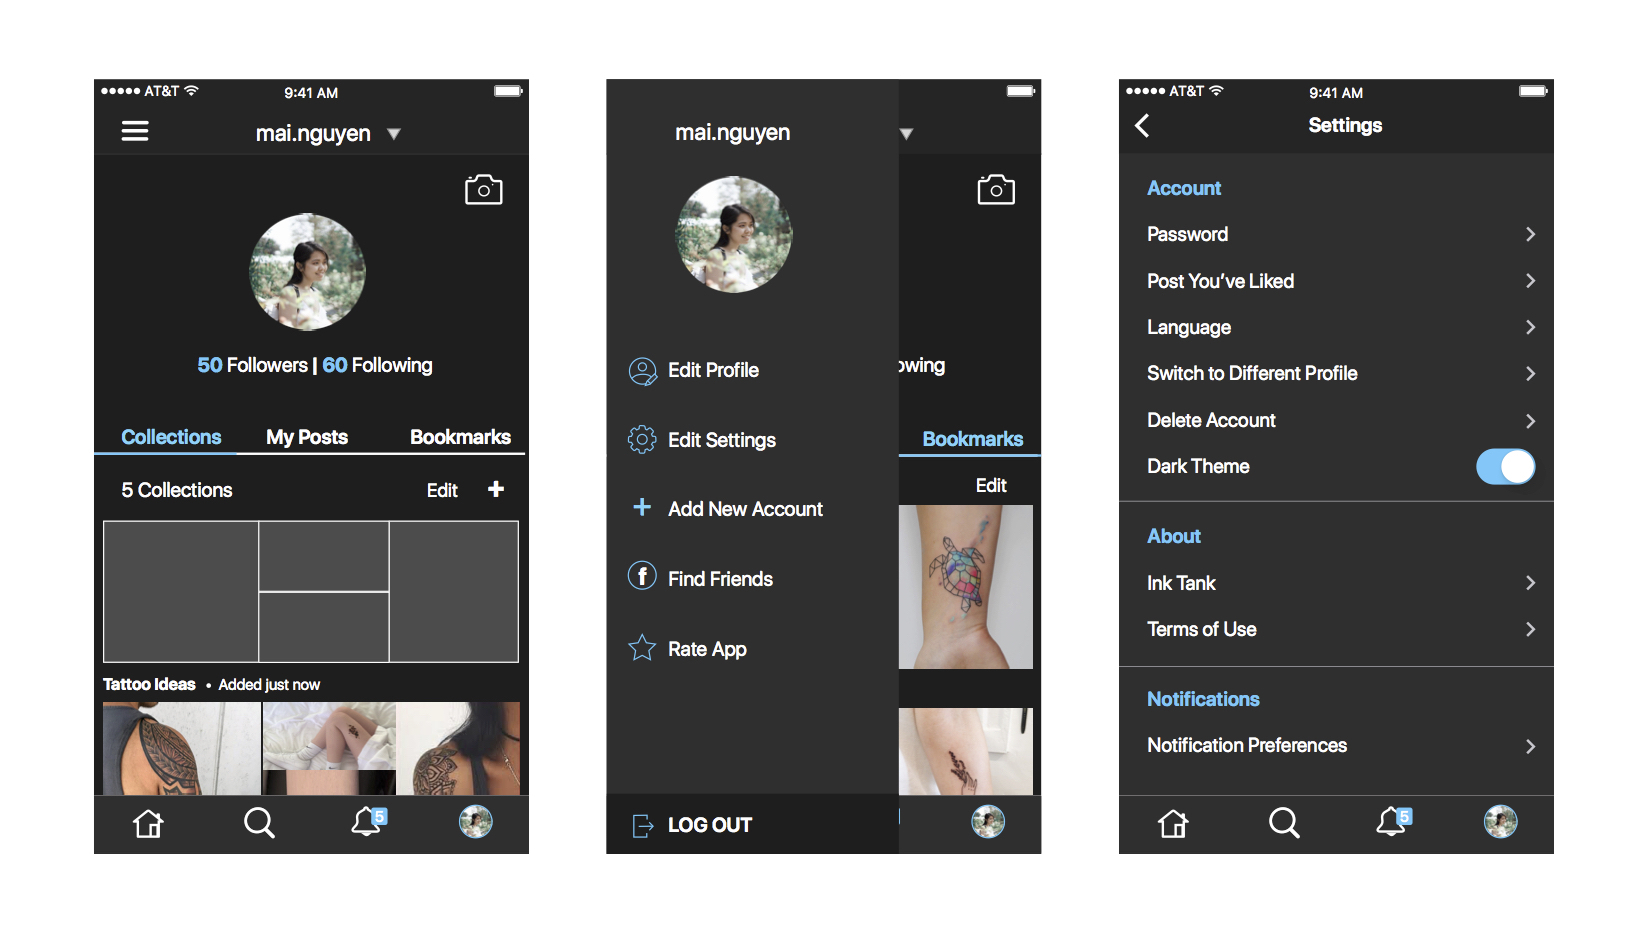 AT&T 9:41 AM
mai.nguyen
50 Followers | 60 Following
Collections My Posts Bookmarks
5 Collections Edit +
Tattoo Ideas • Added just now
5
mai.nguyen
Edit Profile
Edit Settings
+ Add New Account
f Find Friends
Rate App
LOG OUT
owing
Bookmarks
Edit
AT&T 9:41 AM
Settings
Account
Password
Post You’ve Liked
Language
Switch to Different Profile
Delete Account
Dark Theme
About
Ink Tank
Terms of Use
Notifications
Notification Preferences
5